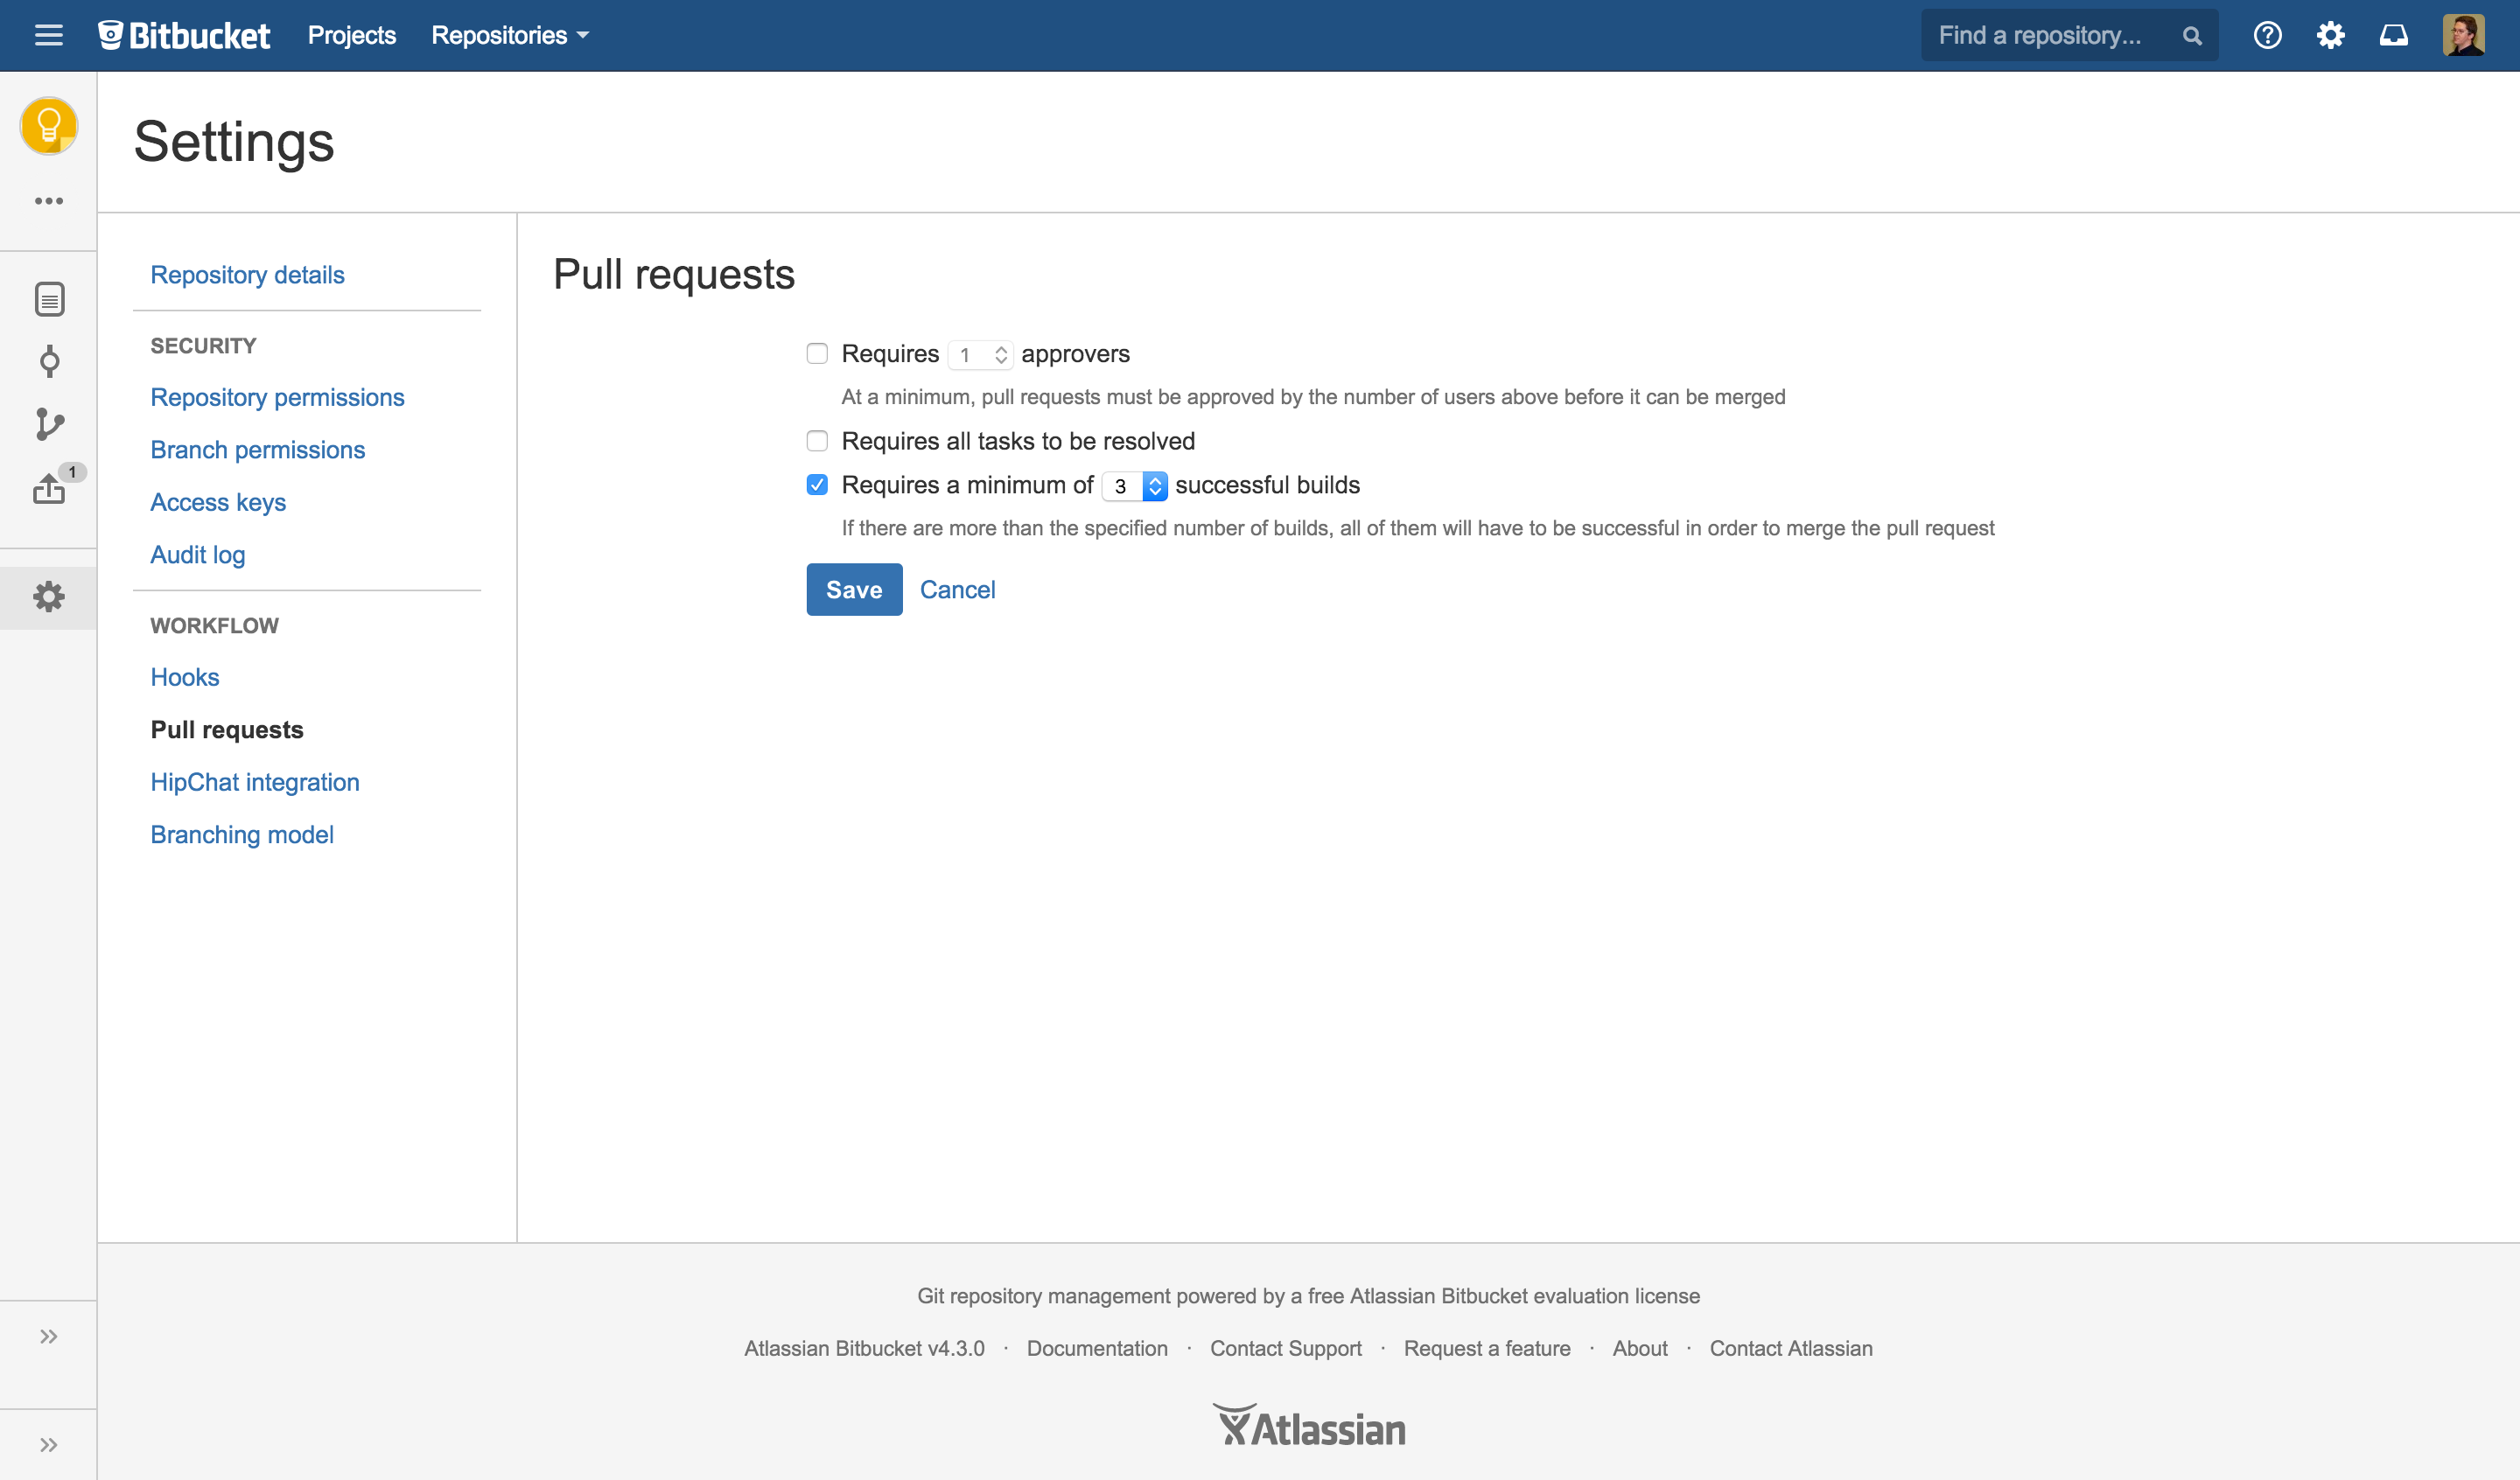 Bitbucket Projects Repositories Find a repository...
Settings
Repository details
SECURITY
Repository permissions
Branch permissions
Access keys
Audit log
WORKFLOW
Hooks
Pull requests
HipChat integration
Branching model
1
Pull requests
Requires 1 approvers
At a minimum, pull requests must be approved by the number of users above before it can be merged
Requires all tasks to be resolved
Requires a minimum of 3 successful builds
If there are more than the specified number of builds, all of them will have to be successful in order to merge the pull request
Save Cancel
Git repository management powered by a free Atlassian Bitbucket evaluation license
Atlassian Bitbucket v4.3.0 · Documentation · Contact Support · Request a feature · About · Contact Atlassian
Atlassian